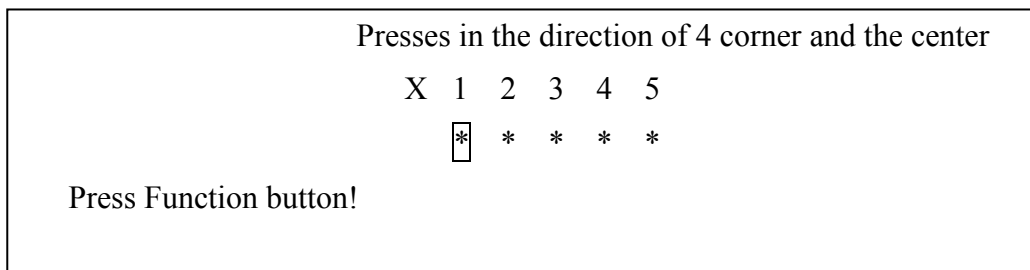 Presses in the direction of 4 corner and the center
X 1 2 3 4 5
* * * * *
Press Function button!